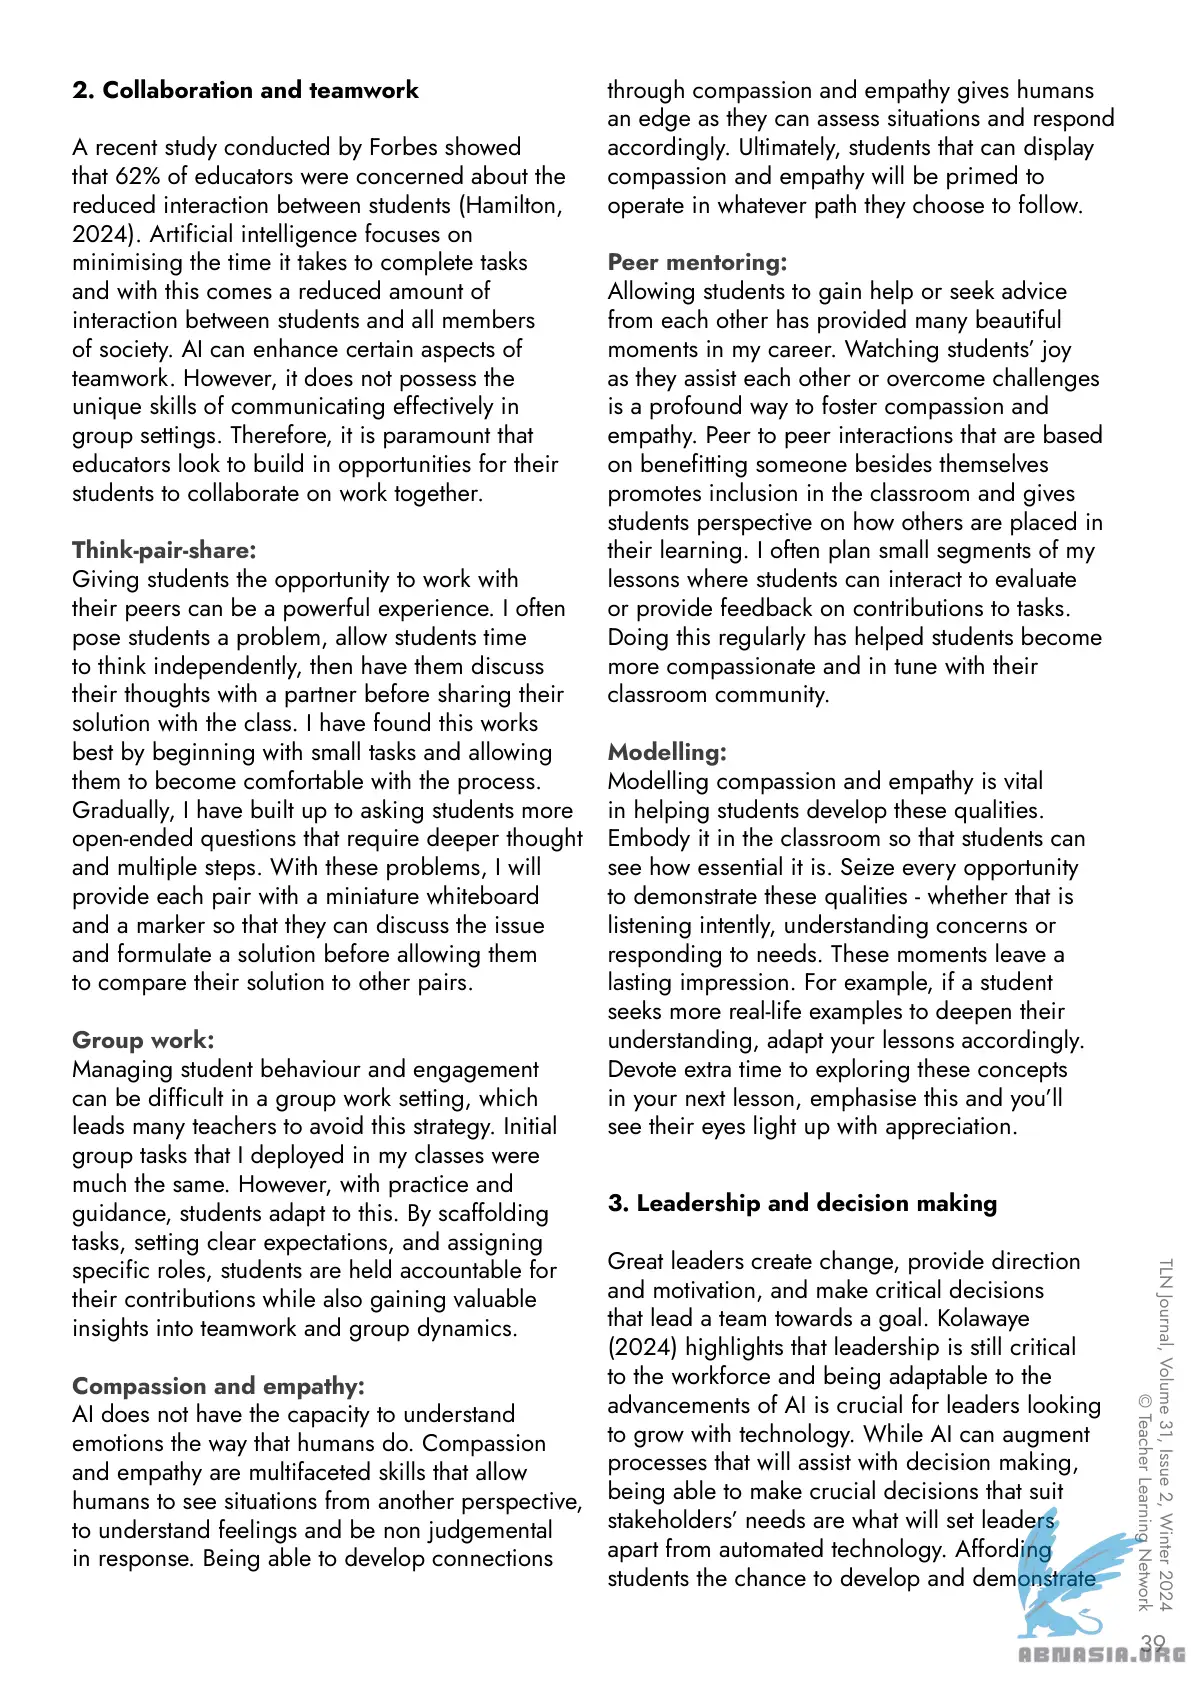 2. Collaboration and teamwork
A recent study conducted by Forbes showed
that 62% of educators were concerned about the
reduced interaction between students (Hamilton,
2024). Artificial intelligence focuses on
minimising the time it takes to complete tasks
and with this comes a reduced amount of
interaction between students and all members
of society. AI can enhance certain aspects of
teamwork. However, it does not possess the
unique skills of communicating effectively in
group settings. Therefore, it is paramount that
educators look to build in opportunities for their
students to collaborate on work together.
Think-pair-share:
Giving students the opportunity to work with
their peers can be a powerful experience. I often
pose students a problem, allow students time
to think independently, then have them discuss
their thoughts with a partner before sharing their
solution with the class. I have found this works
best by beginning with small tasks and allowing
them to become comfortable with the process.
Gradually, I have built up to asking students more
open-ended questions that require deeper thought
and multiple steps. With these problems, I will
provide each pair with a miniature whiteboard
and a marker so that they can discuss the issue
and formulate a solution before allowing them
to compare their solution to other pairs.
Group work:
Managing student behaviour and engagement
can be difficult in a group work setting, which
leads many teachers to avoid this strategy. Initial
group tasks that I deployed in my classes were
much the same. However, with practice and
guidance, students adapt to this. By scaffolding
tasks, setting clear expectations, and assigning
specific roles, students are held accountable for
their contributions while also gaining valuable
insights into teamwork and group dynamics.
Compassion and empathy:
AI does not have the capacity to understand
emotions the way that humans do. Compassion
and empathy are multifaceted skills that allow
humans to see situations from another perspective,
to understand feelings and be non judgemental
in response. Being able to develop connections
through compassion and empathy gives humans
an edge as they can assess situations and respond
accordingly. Ultimately, students that can display
compassion and empathy will be primed to
operate in whatever path they choose to follow.
Peer mentoring:
Allowing students to gain help or seek advice
from each other has provided many beautiful
moments in my career. Watching students’ joy
as they assist each other or overcome challenges
is a profound way to foster compassion and
empathy. Peer to peer interactions that are based
on benefitting someone besides themselves
promotes inclusion in the classroom and gives
students perspective on how others are placed in
their learning. I often plan small segments of my
lessons where students can interact to evaluate
or provide feedback on contributions to tasks.
Doing this regularly has helped students become
more compassionate and in tune with their
classroom community.
Modelling:
Modelling compassion and empathy is vital
in helping students develop these qualities.
Embody it in the classroom so that students can
see how essential it is. Seize every opportunity
to demonstrate these qualities - whether that is
listening intently, understanding concerns or
responding to needs. These moments leave a
lasting impression. For example, if a student
seeks more real-life examples to deepen their
understanding, adapt your lessons accordingly.
Devote extra time to exploring these concepts
in your next lesson, emphasise this and you’ll
see their eyes light up with appreciation.
3. Leadership and decision making
Great leaders create change, provide direction
and motivation, and make critical decisions
that lead a team towards a goal. Kolawaye
(2024) highlights that leadership is still critical
to the workforce and being adaptable to the
advancements of AI is crucial for leaders looking
to grow with technology. While AI can augment
processes that will assist with decision making,
being able to make crucial decisions that suit
stakeholders’ needs are what will set leaders
apart from automated technology. Affording
students the chance to develop and demonstrate
TLN Journal, Volume 31, Issue 2, Winter 2024
© Teacher Learning Network
39
ABNASIA.ORG